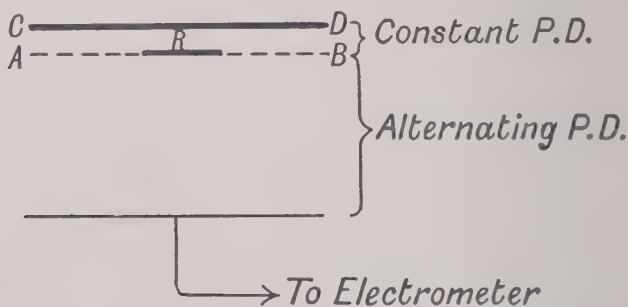 C D Constant P.D.
R
A B
Alternating P.D.
To Electrometer